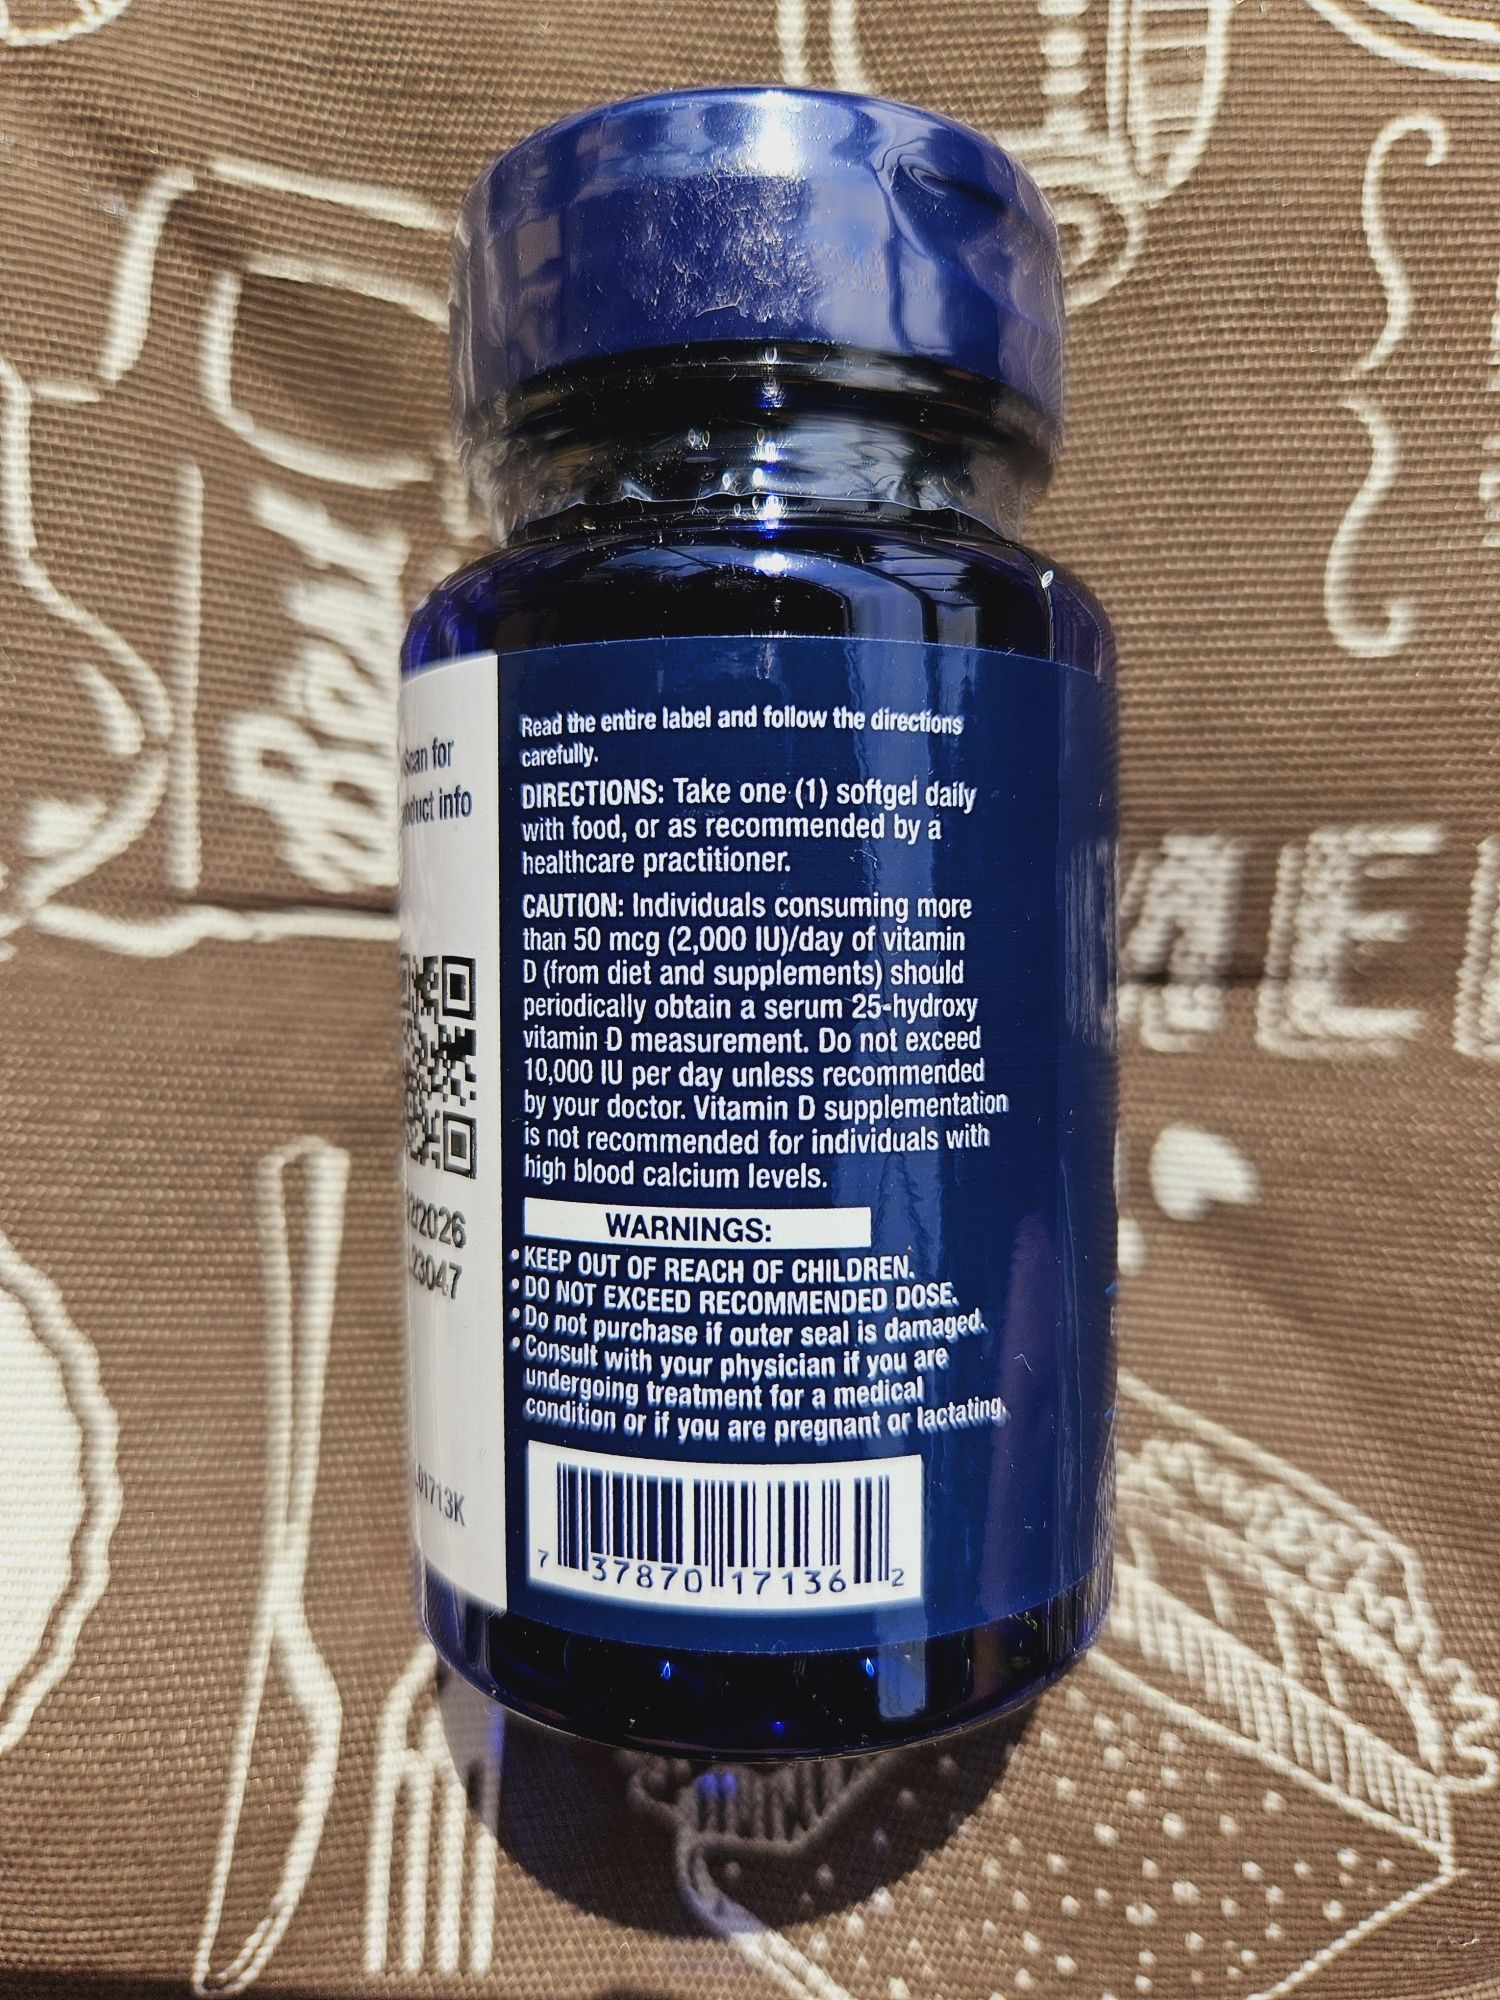 Read the entire label and follow the directions
carefully.
DIRECTIONS: Take one (1) softgel daily
with food, or as recommended by a
healthcare practitioner.
CAUTION: Individuals consuming more
than 50 mcg (2,000 IU)/day of vitamin
D (from diet and supplements) should
periodically obtain a serum 25-hydroxy
vitamin D measurement. Do not exceed
10,000 IU per day unless recommended
by your doctor. Vitamin D supplementation
is not recommended for individuals with
high blood calcium levels.
WARNINGS:
• KEEP OUT OF REACH OF CHILDREN.
• DO NOT EXCEED RECOMMENDED DOSE.
• Do not purchase if outer seal is damaged.
• Consult with your physician if you are
undergoing treatment for a medical
condition or if you are pregnant or lactating.
7 37870 17136 2
Scan for
product info
2/2026
23047
01713K